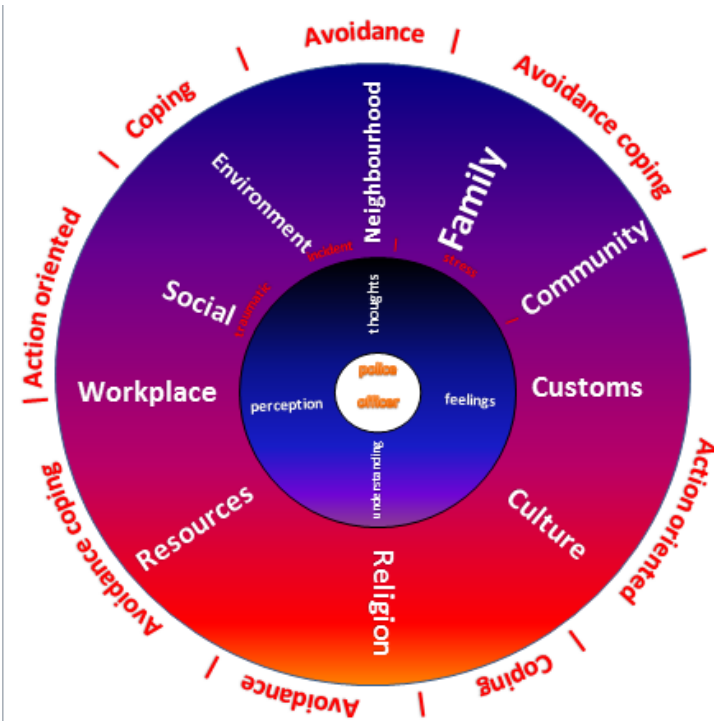 Avoidance
Avoidance coping
Action oriented
Coping
Avoidance
Avoidance coping
Action oriented
Coping
Neighbourhood
Family
Community
Customs
Culture
Religion
Resources
Workplace
Social
Environment
traumatic
incident
stress
thoughts
feelings
understanding
perception
police
officer